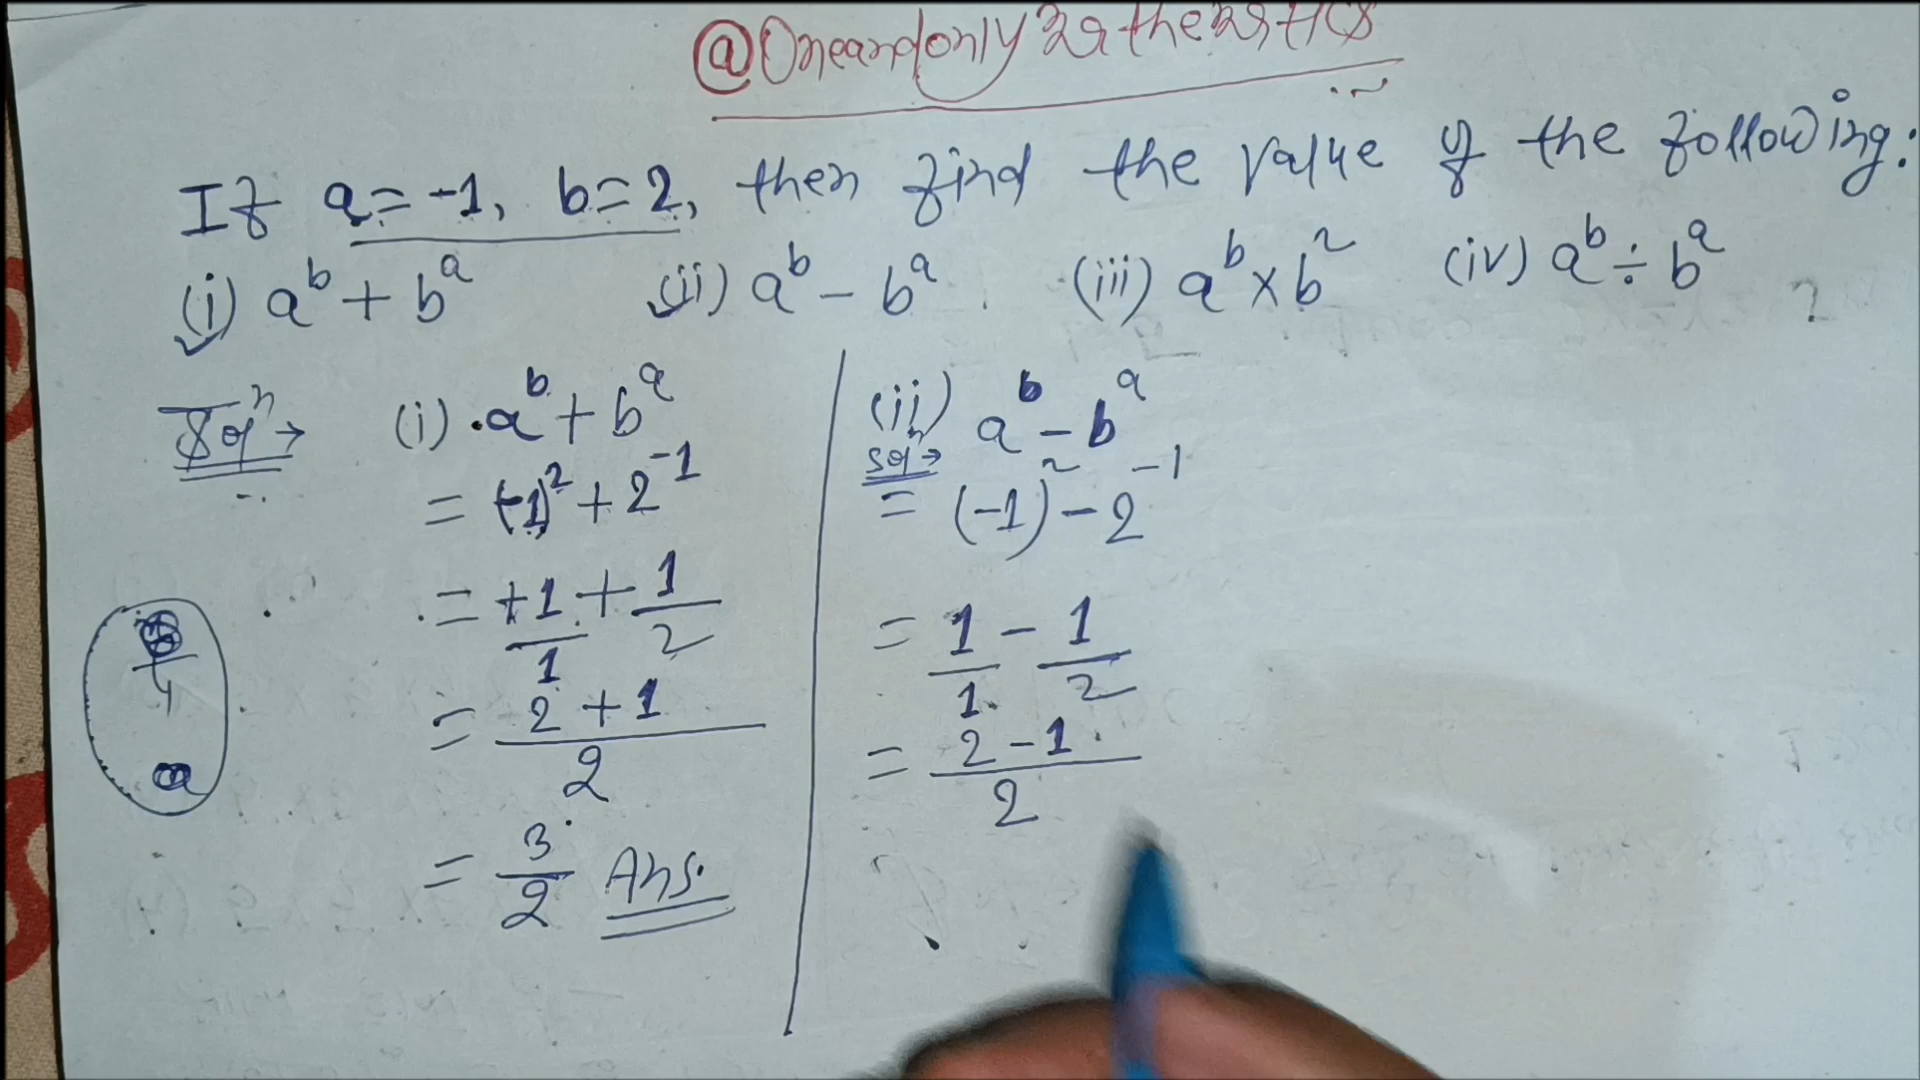 @Oneandonlymathematics
If a = -1, b = 2, then find the value of the following:
(i) a^b + b^a (ii) a^b - b^a (iii) a^b × b^2 (iv) a^b ÷ b^a ?
Sol^n → (i) a^b + b^a
= (-1)^2 + 2^-1
= +1/1 + 1/2
= 2 + 1/2
= 3/2 Ans.
(ii) a^b - b^a
Sol^n →
= (-1)^2 - 2^-1
= 1/1 - 1/2
= 2 - 1/2